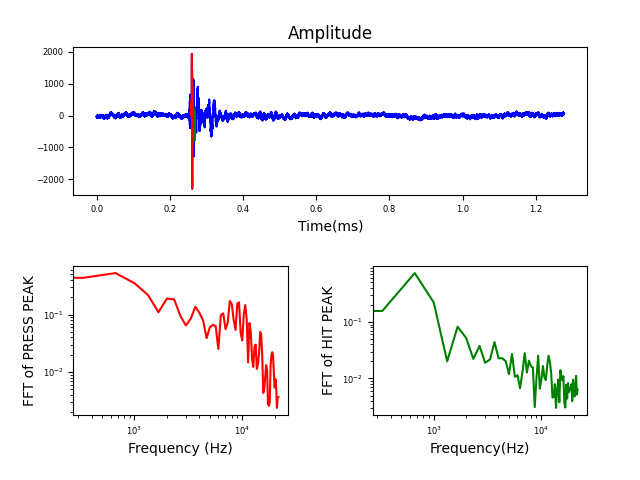 Amplitude
2000
1000
0
−1000
−2000
0.0 0.2 0.4 0.6 0.8 1.0 1.2
Time(ms)
FFT of PRESS PEAK
10⁻¹
10⁻²
10³ 10⁴
Frequency (Hz)
FFT of HIT PEAK
10⁻¹
10⁻²
10³ 10⁴
Frequency(Hz)